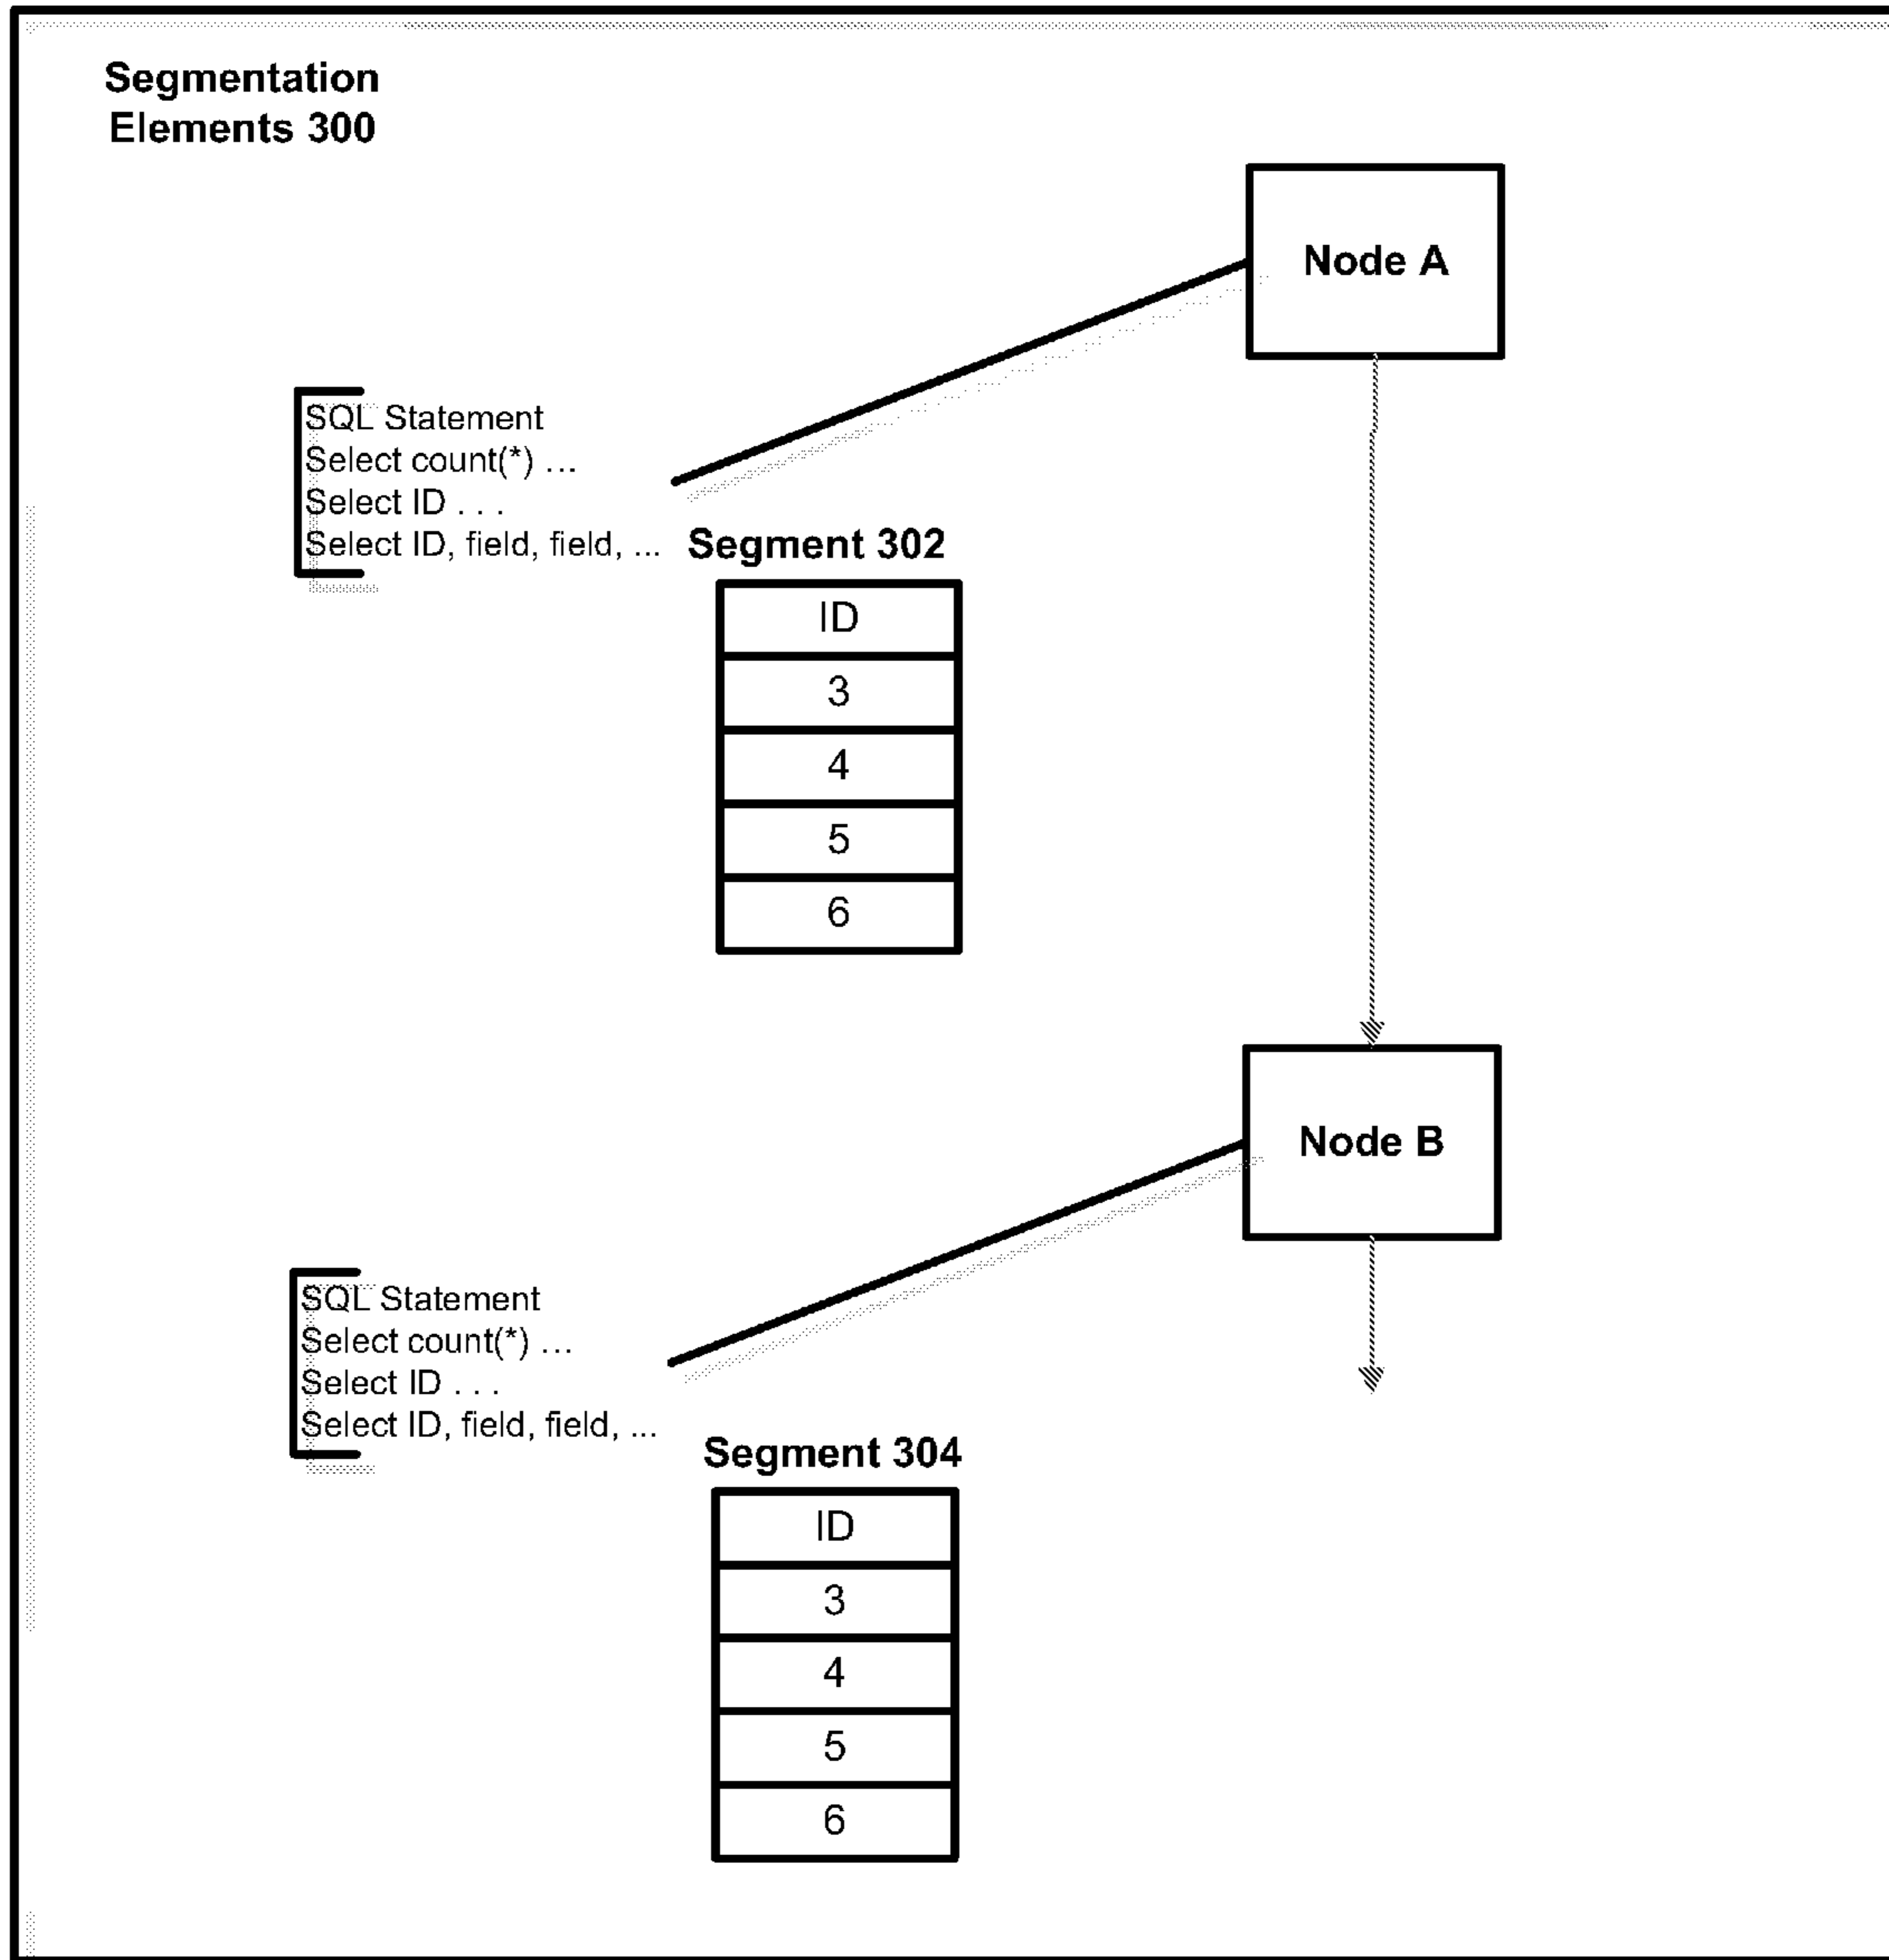 Segmentation
Elements 300
Node A
SQL Statement
Select count(*) ...
Select ID . . .
Select ID, field, field, ...
Segment 302
ID
3
4
5
6
Node B
SQL Statement
Select count(*) ...
Select ID . . .
Select ID, field, field, ...
Segment 304
ID
3
4
5
6